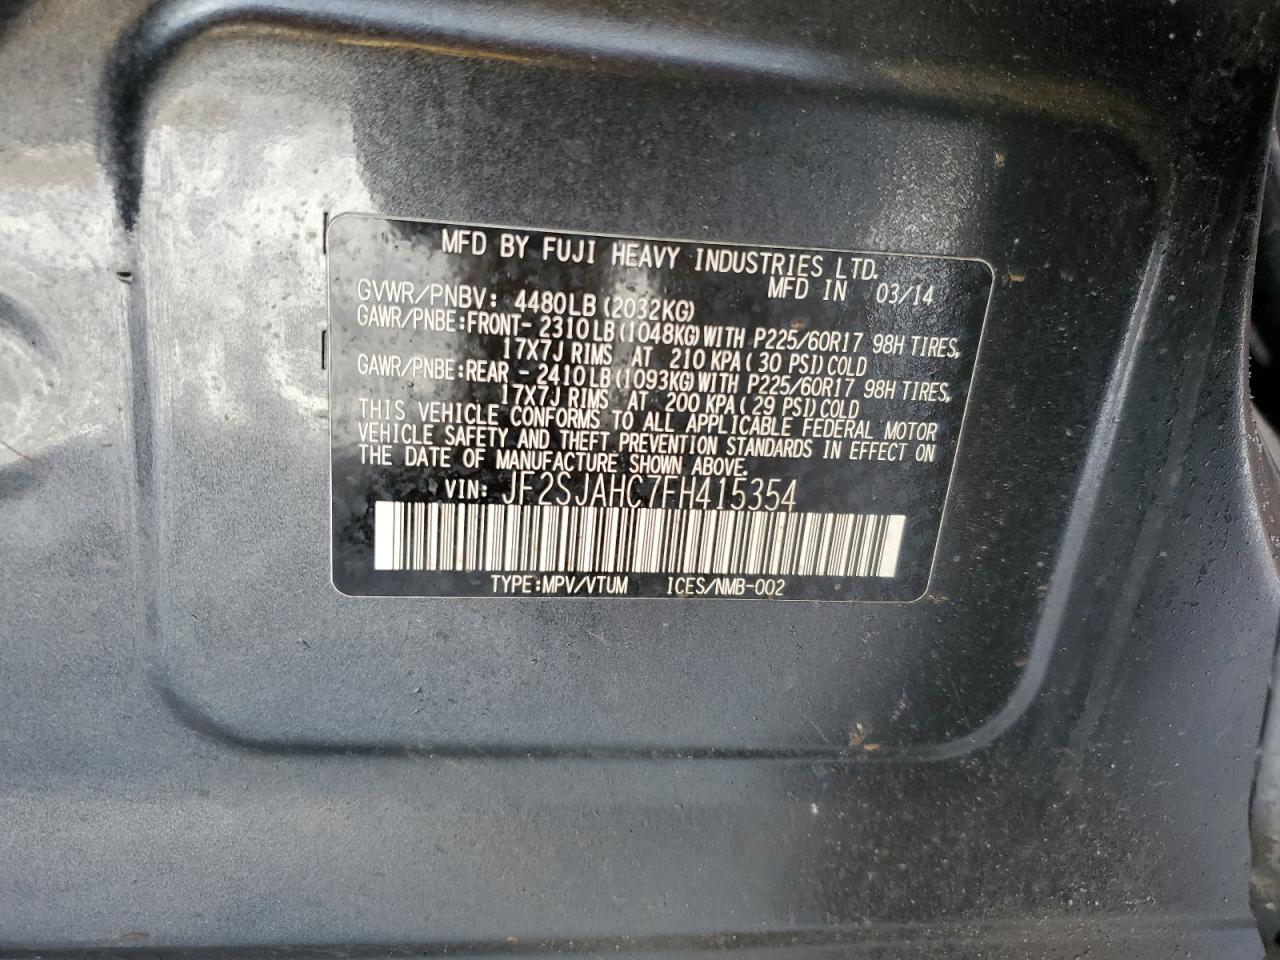 MFD BY FUJI HEAVY INDUSTRIES LTD.
MFD IN 03/14
GVWR/PNBV: 4480LB (2032KG)
GAWR/PNBE:FRONT- 2310LB(1048KG)WITH P225/60R17 98H TIRES,
17X7J RIMS AT 210 KPA(30 PSI)COLD
GAWR/PNBE:REAR - 2410LB(1093KG)WITH P225/60R17 98H TIRES,
17X7J RIMS AT 200 KPA(29 PSI)COLD
THIS VEHICLE CONFORMS TO ALL APPLICABLE FEDERAL MOTOR
VEHICLE SAFETY AND THEFT PREVENTION STANDARDS IN EFFECT ON
THE DATE OF MANUFACTURE SHOWN ABOVE.
VIN: JF2SJAHC7FH415354
TYPE:MPV/VTUM ICES/NMB-002